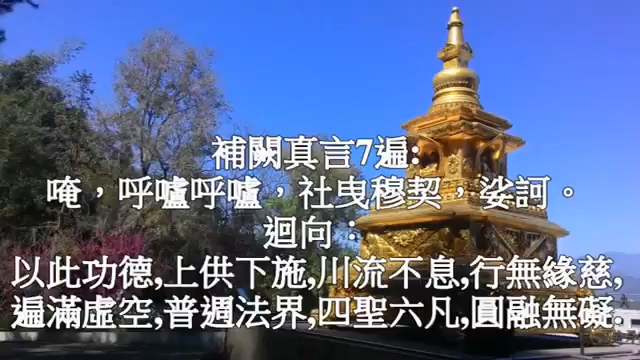 補闕真言7遍:
唵，呼嚧呼嚧，社曳穆契，娑訶。
迴向：
以此功德,上供下施,川流不息,行無緣慈,
遍滿虛空,普週法界,四聖六凡,圓融無礙.